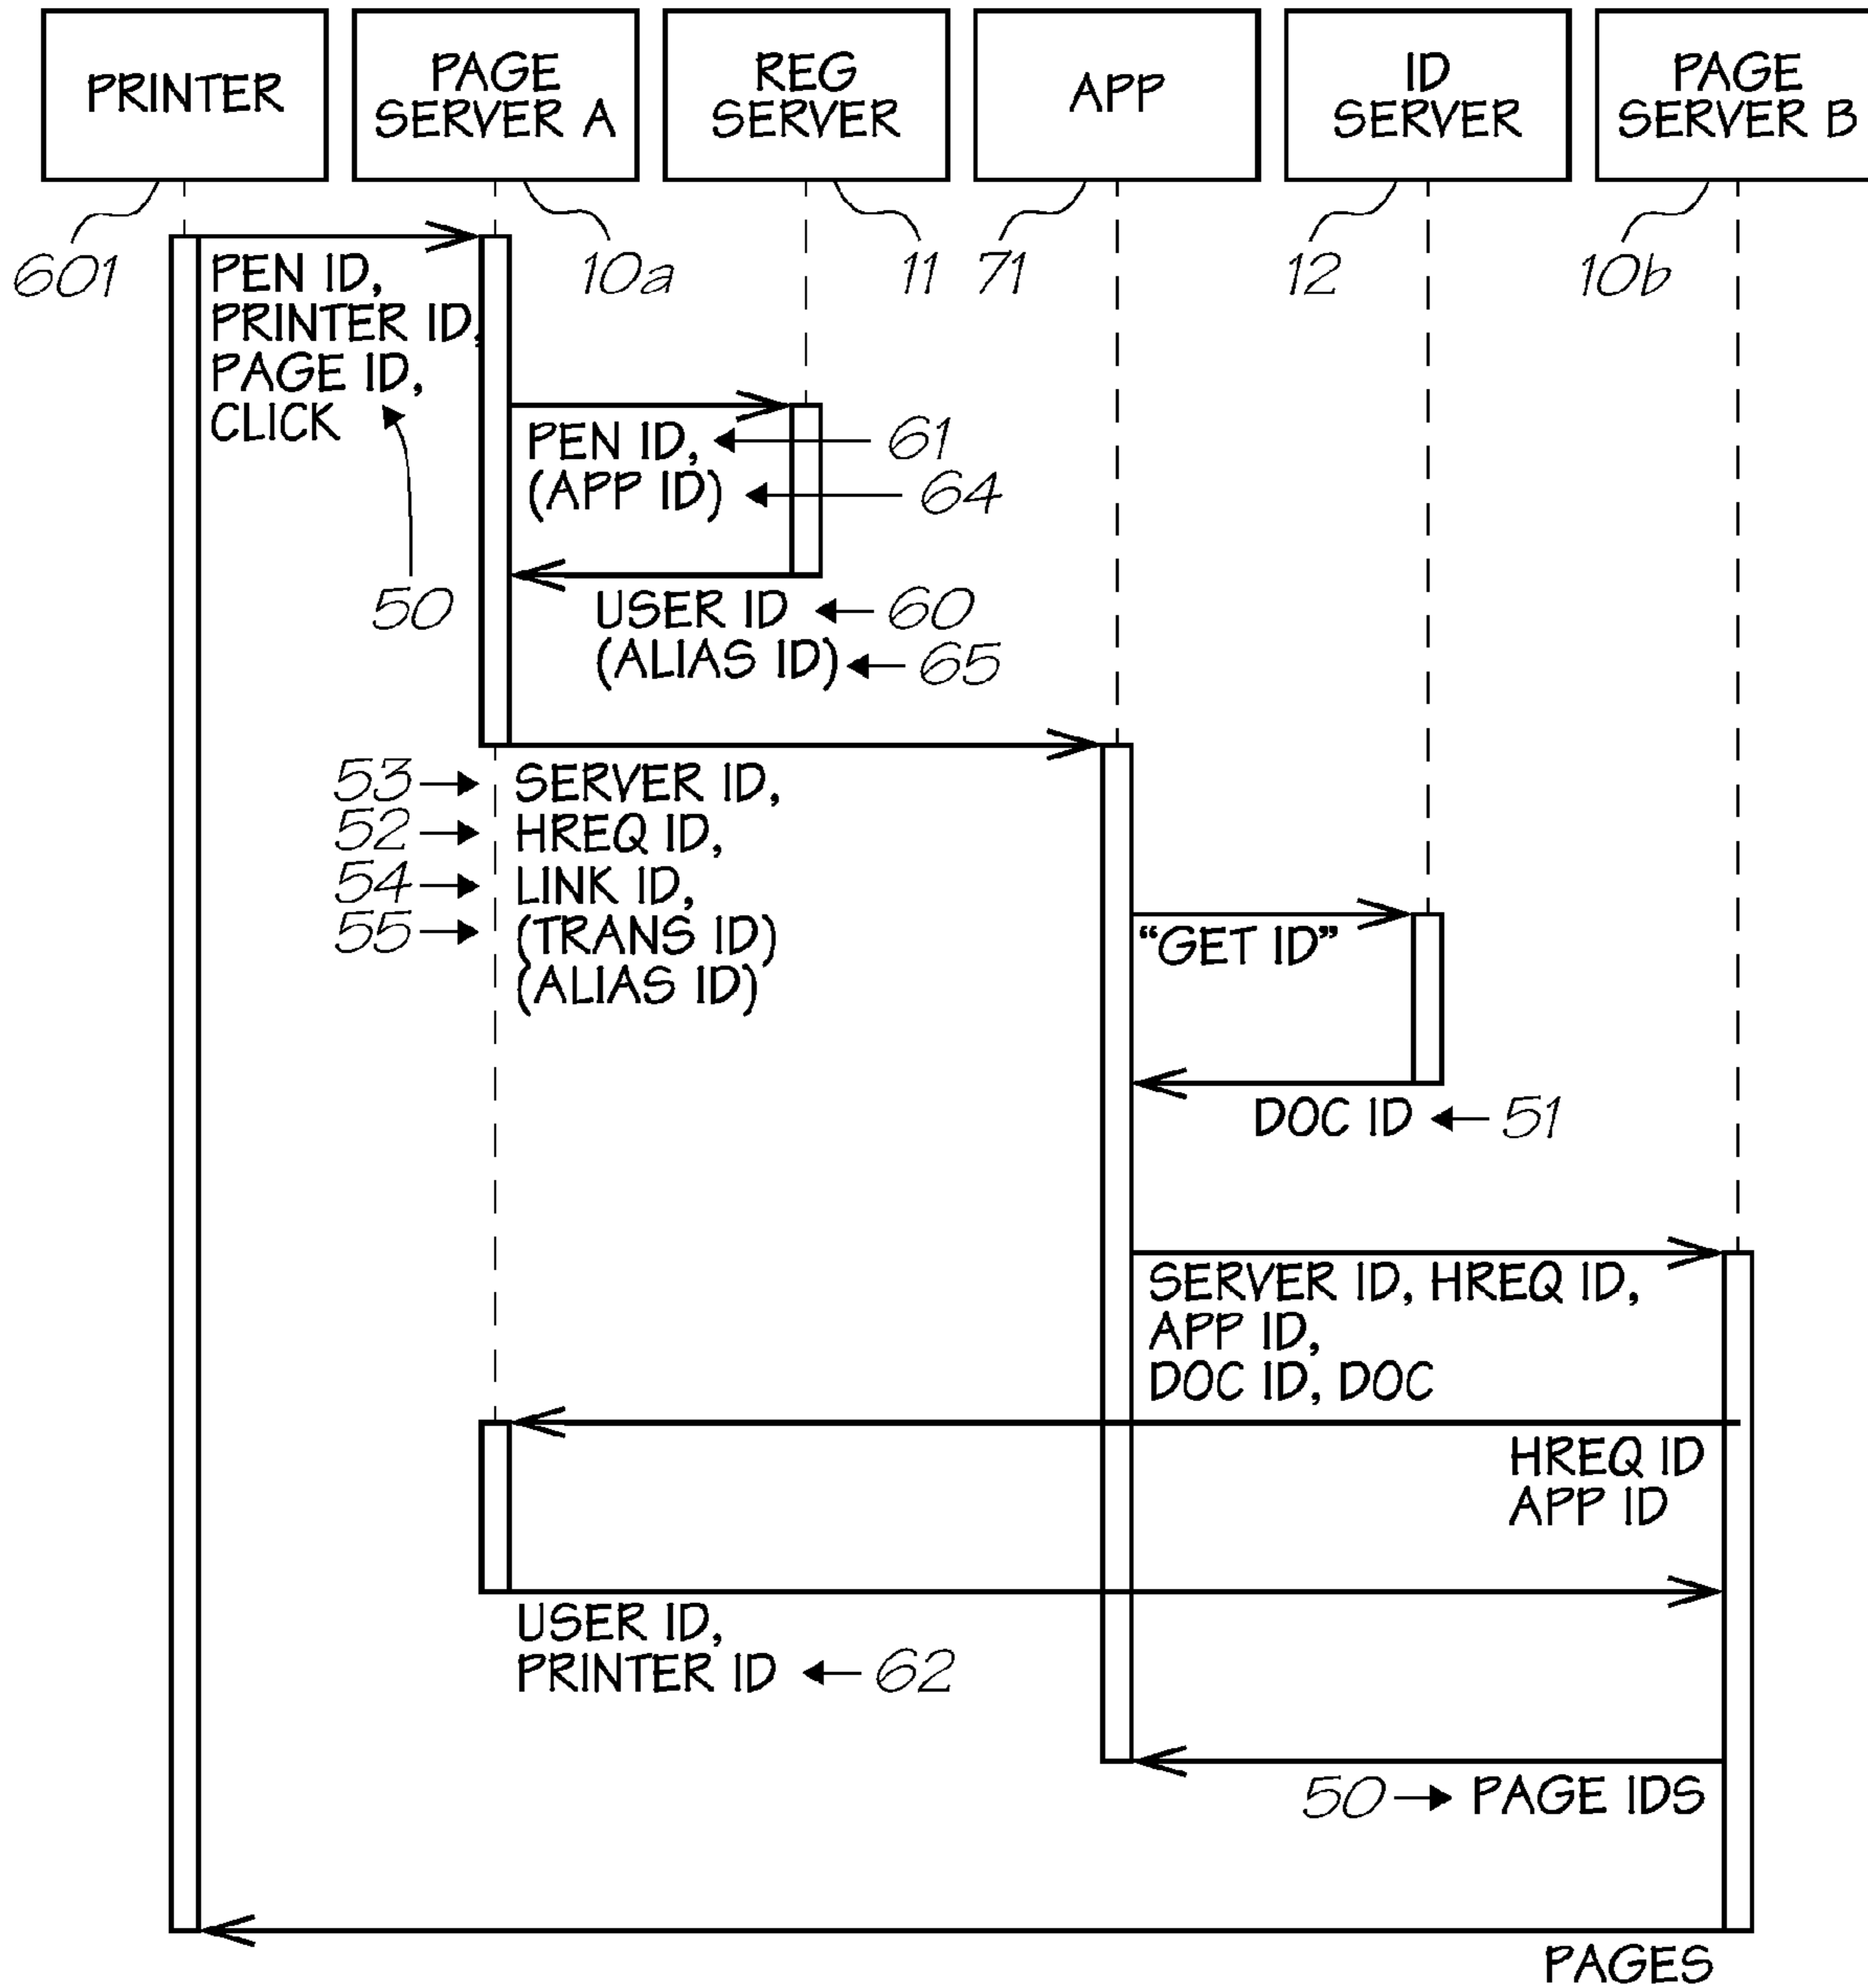 PRINTER
PAGE
SERVER A
REG
SERVER
APP
ID
SERVER
PAGE
SERVER B
601
10a
11
71
12
10b
PEN ID,
PRINTER ID,
PAGE ID,
CLICK
50
PEN ID,
(APP ID)
61
64
USER ID
(ALIAS ID)
60
65
53
52
54
55
SERVER ID,
HREQ ID,
LINK ID,
(TRANS ID)
(ALIAS ID)
“GET ID”
DOC ID
51
SERVER ID, HREQ ID,
APP ID,
DOC ID, DOC
HREQ ID
APP ID
USER ID,
PRINTER ID
62
50
PAGE IDS
PAGES